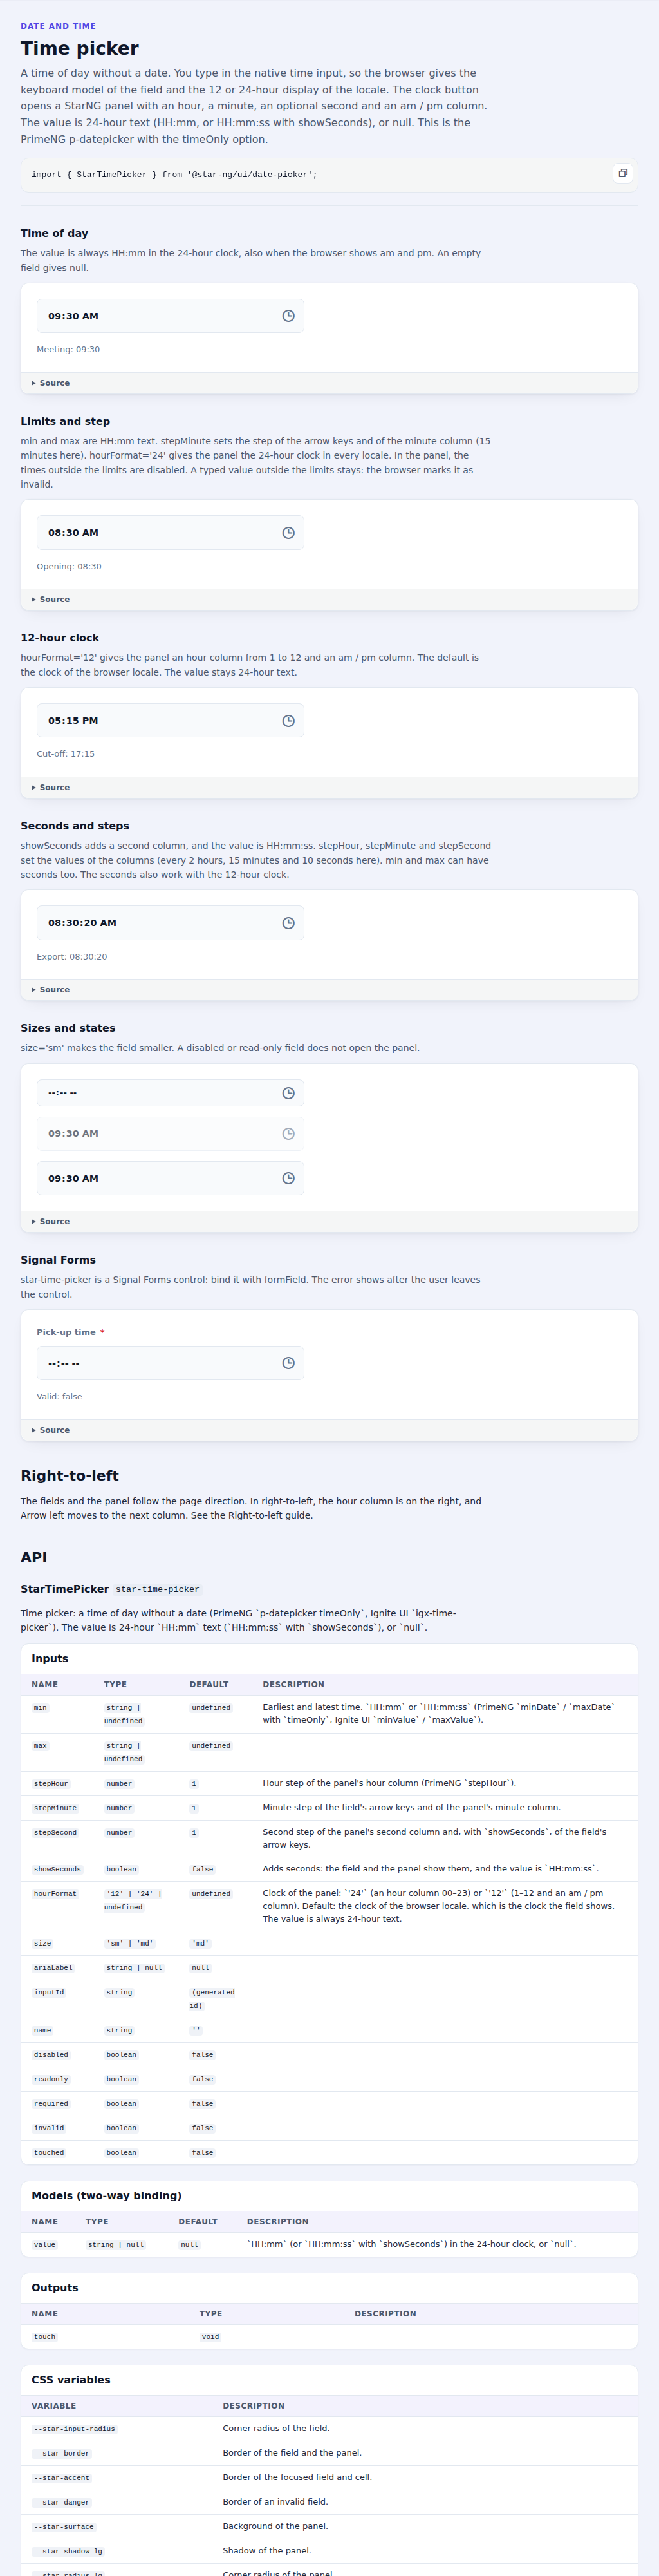 DATE AND TIME
Time picker
A time of day without a date. You type in the native time input, so the browser gives the
keyboard model of the field and the 12 or 24-hour display of the locale. The clock button
opens a StarNG panel with an hour, a minute, an optional second and an am / pm column.
The value is 24-hour text (HH:mm, or HH:mm:ss with showSeconds), or null. This is the
PrimeNG p-datepicker with the timeOnly option.
import { StarTimePicker } from '@star-ng/ui/date-picker';
Time of day
The value is always HH:mm in the 24-hour clock, also when the browser shows am and pm. An empty
field gives null.
09:30 AM
Meeting: 09:30
Source
Limits and step
min and max are HH:mm text. stepMinute sets the step of the arrow keys and of the minute column (15
minutes here). hourFormat='24' gives the panel the 24-hour clock in every locale. In the panel, the
times outside the limits are disabled. A typed value outside the limits stays: the browser marks it as
invalid.
08:30 AM
Opening: 08:30
Source
12-hour clock
hourFormat='12' gives the panel an hour column from 1 to 12 and an am / pm column. The default is
the clock of the browser locale. The value stays 24-hour text.
05:15 PM
Cut-off: 17:15
Source
Seconds and steps
showSeconds adds a second column, and the value is HH:mm:ss. stepHour, stepMinute and stepSecond
set the values of the columns (every 2 hours, 15 minutes and 10 seconds here). min and max can have
seconds too. The seconds also work with the 12-hour clock.
08:30:20 AM
Export: 08:30:20
Source
Sizes and states
size='sm' makes the field smaller. A disabled or read-only field does not open the panel.
--:-- --
09:30 AM
09:30 AM
Source
Signal Forms
star-time-picker is a Signal Forms control: bind it with formField. The error shows after the user leaves
the control.
Pick-up time *
--:-- --
Valid: false
Source
Right-to-left
The fields and the panel follow the page direction. In right-to-left, the hour column is on the right, and
Arrow left moves to the next column. See the Right-to-left guide.
API
StarTimePicker star-time-picker
Time picker: a time of day without a date (PrimeNG `p-datepicker timeOnly`, Ignite UI `igx-time-
picker`). The value is 24-hour `HH:mm` text (`HH:mm:ss` with `showSeconds`), or `null`.
Inputs
NAME TYPE DEFAULT DESCRIPTION
min string | undefined undefined Earliest and latest time, `HH:mm` or `HH:mm:ss` (PrimeNG `minDate` / `maxDate`
with `timeOnly`, Ignite UI `minValue` / `maxValue`).
max string | undefined undefined
stepHour number 1 Hour step of the panel's hour column (PrimeNG `stepHour`).
stepMinute number 1 Minute step of the field's arrow keys and of the panel's minute column.
stepSecond number 1 Second step of the panel's second column and, with `showSeconds`, of the field's
arrow keys.
showSeconds boolean false Adds seconds: the field and the panel show them, and the value is `HH:mm:ss`.
hourFormat '12' | '24' | undefined undefined Clock of the panel: `'24'` (an hour column 00–23) or `'12'` (1–12 and an am / pm
column). Default: the clock of the browser locale, which is the clock the field shows.
The value is always 24-hour text.
size 'sm' | 'md' 'md'
ariaLabel string | null null
inputId string (generated id)
name string ''
disabled boolean false
readonly boolean false
required boolean false
invalid boolean false
touched boolean false
Models (two-way binding)
NAME TYPE DEFAULT DESCRIPTION
value string | null null `HH:mm` (or `HH:mm:ss` with `showSeconds`) in the 24-hour clock, or `null`.
Outputs
NAME TYPE DESCRIPTION
touch void
CSS variables
VARIABLE DESCRIPTION
--star-input-radius Corner radius of the field.
--star-border Border of the field and the panel.
--star-accent Border of the focused field and cell.
--star-danger Border of an invalid field.
--star-surface Background of the panel.
--star-shadow-lg Shadow of the panel.
--star-radius-lg Corner radius of the panel.